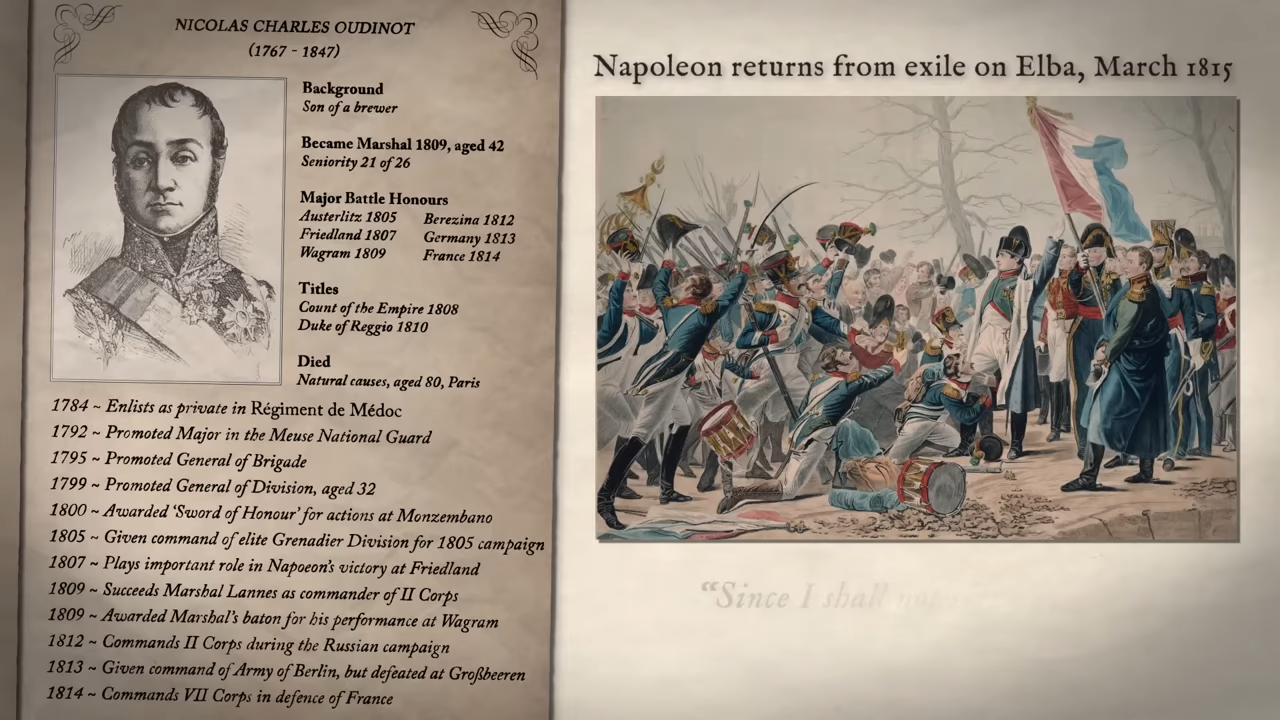 NICOLAS CHARLES OUDINOT
(1767 - 1847)
Background
Son of a brewer
Became Marshal 1809, aged 42
Seniority 21 of 26
Major Battle Honours
Austerlitz 1805 Berezina 1812
Friedland 1807 Germany 1813
Wagram 1809 France 1814
Titles
Count of the Empire 1808
Duke of Reggio 1810
Died
Natural causes, aged 80, Paris
1784 ~ Enlists as private in Régiment de Médoc
1792 ~ Promoted Major in the Meuse National Guard
1795 ~ Promoted General of Brigade
1799 ~ Promoted General of Division, aged 32
1800 ~ Awarded ‘Sword of Honour’ for actions at Monzembano
1805 ~ Given command of elite Grenadier Division for 1805 campaign
1807 ~ Plays important role in Napoeon's victory at Friedland
1809 ~ Succeeds Marshal Lannes as commander of II Corps
1809 ~ Awarded Marshal's baton for his performance at Wagram
1812 ~ Commands II Corps during the Russian campaign
1813 ~ Given command of Army of Berlin, but defeated at Großbeeren
1814 ~ Commands VII Corps in defence of France
Napoleon returns from exile on Elba, March 1815
“Since I shall not